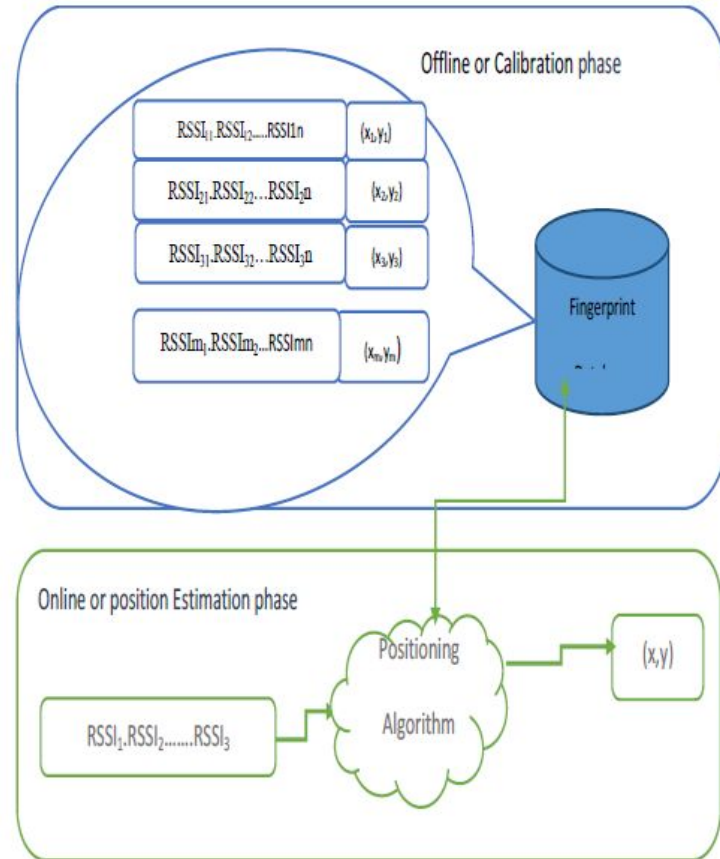 Offline or Calibration phase
RSSI₁₁.RSSI₁₂.....RSSI1n
(x₁,y₁)
RSSI₂₁.RSSI₂₂...RSSI₂n
(x₂,y₂)
RSSI₃₁.RSSI₃₂...RSSI₃n
(x₃,y₃)
RSSIm₁.RSSIm₂...RSSImn
(xₘ,yₘ)
Fingerprint
Online or position Estimation phase
Positioning
Algorithm
(x,y)
RSSI₁.RSSI₂.......RSSI₃